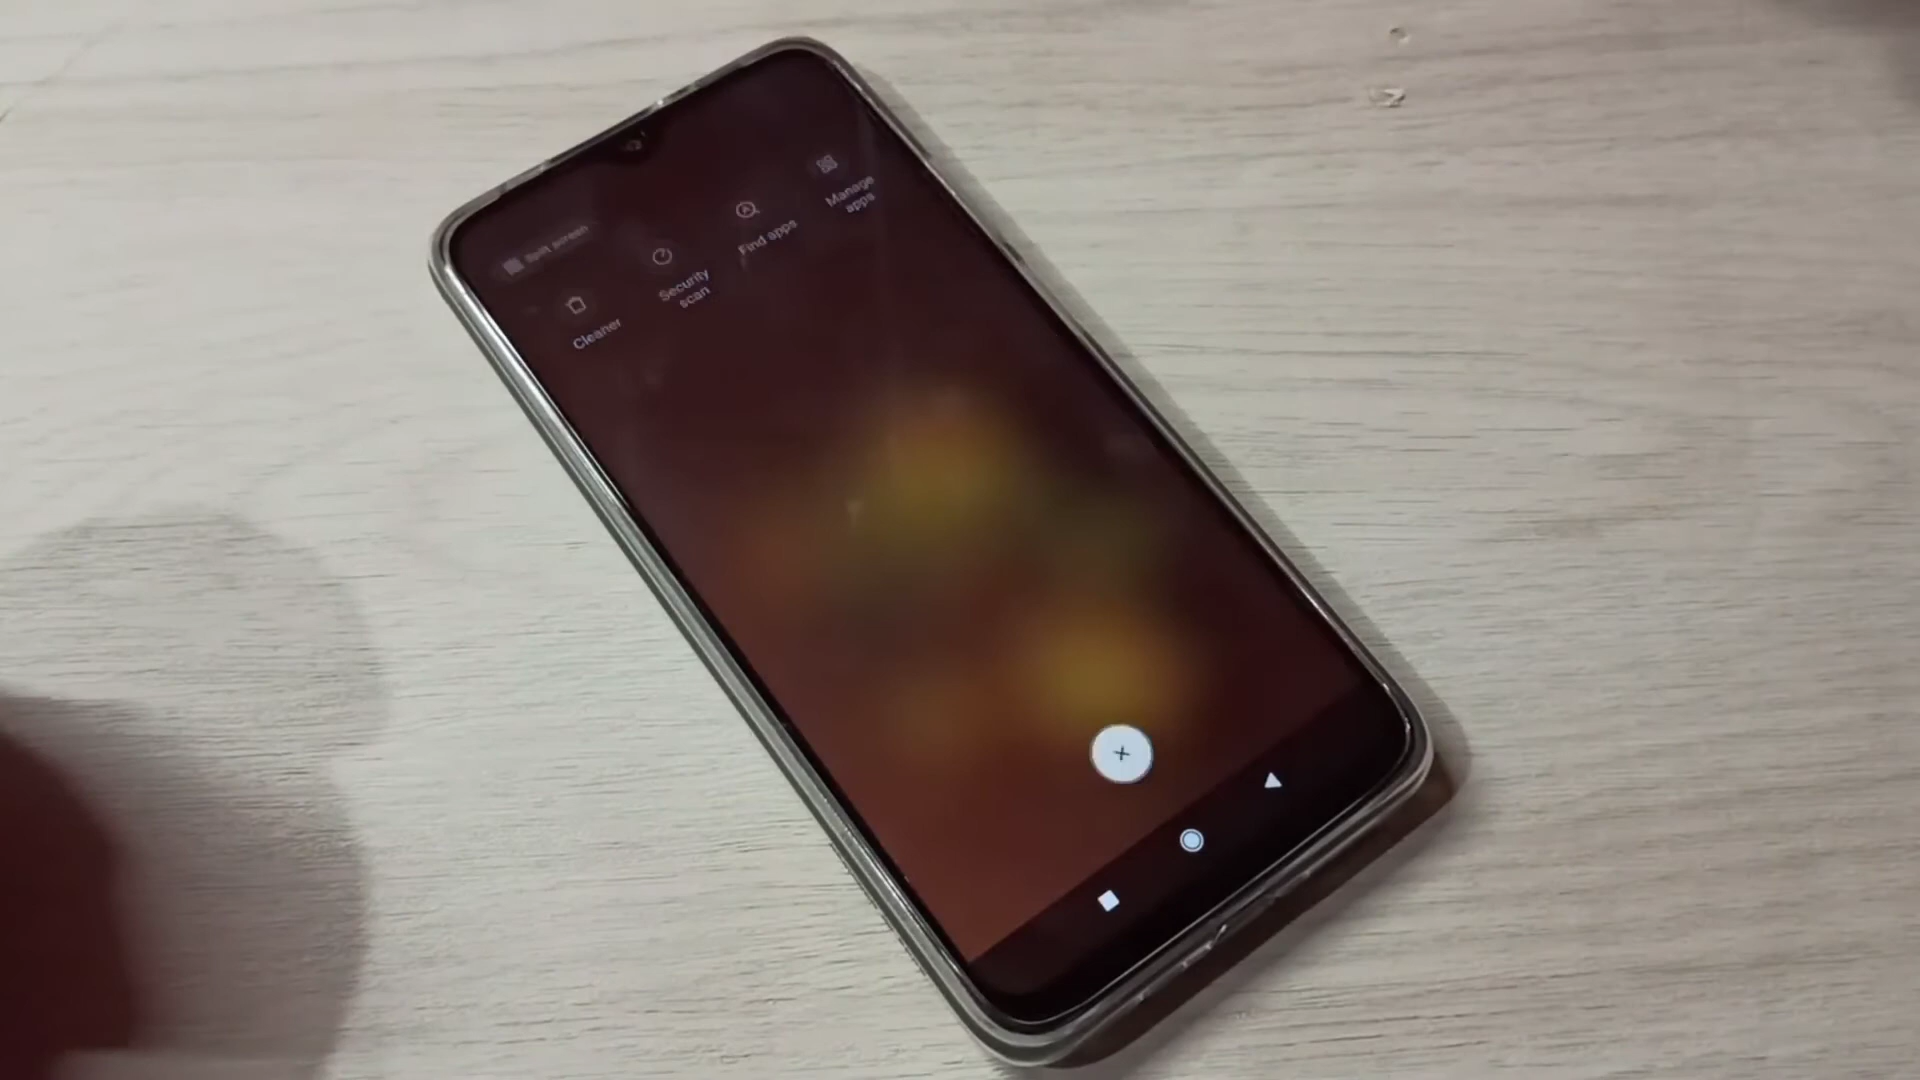 Split screen
Cleaner
Security
scan
Find apps
Manage
apps